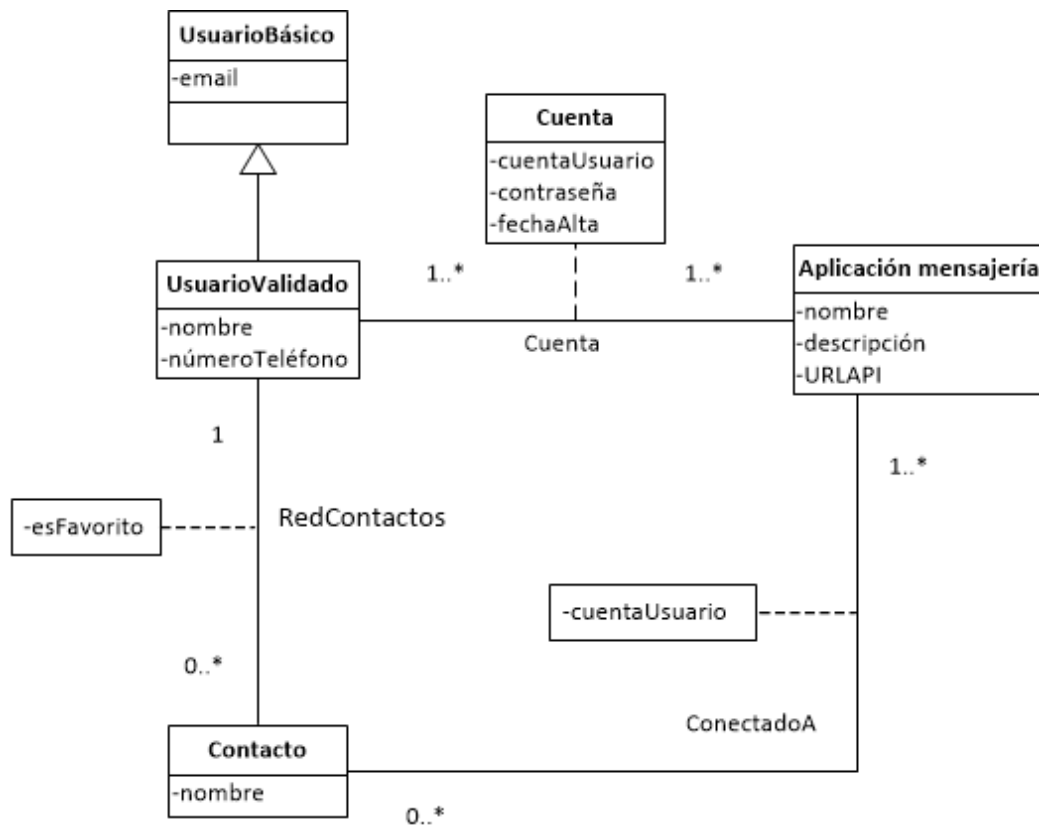 UsuarioBásico
-email
Cuenta
-cuentaUsuario
-contraseña
-fechaAlta
UsuarioValidado
-nombre
-númeroTeléfono
1..*
1..*
Cuenta
Aplicación mensajería
-nombre
-descripción
-URLAPI
1
1..*
-esFavorito
RedContactos
-cuentaUsuario
0..*
ConectadoA
Contacto
-nombre
0..*